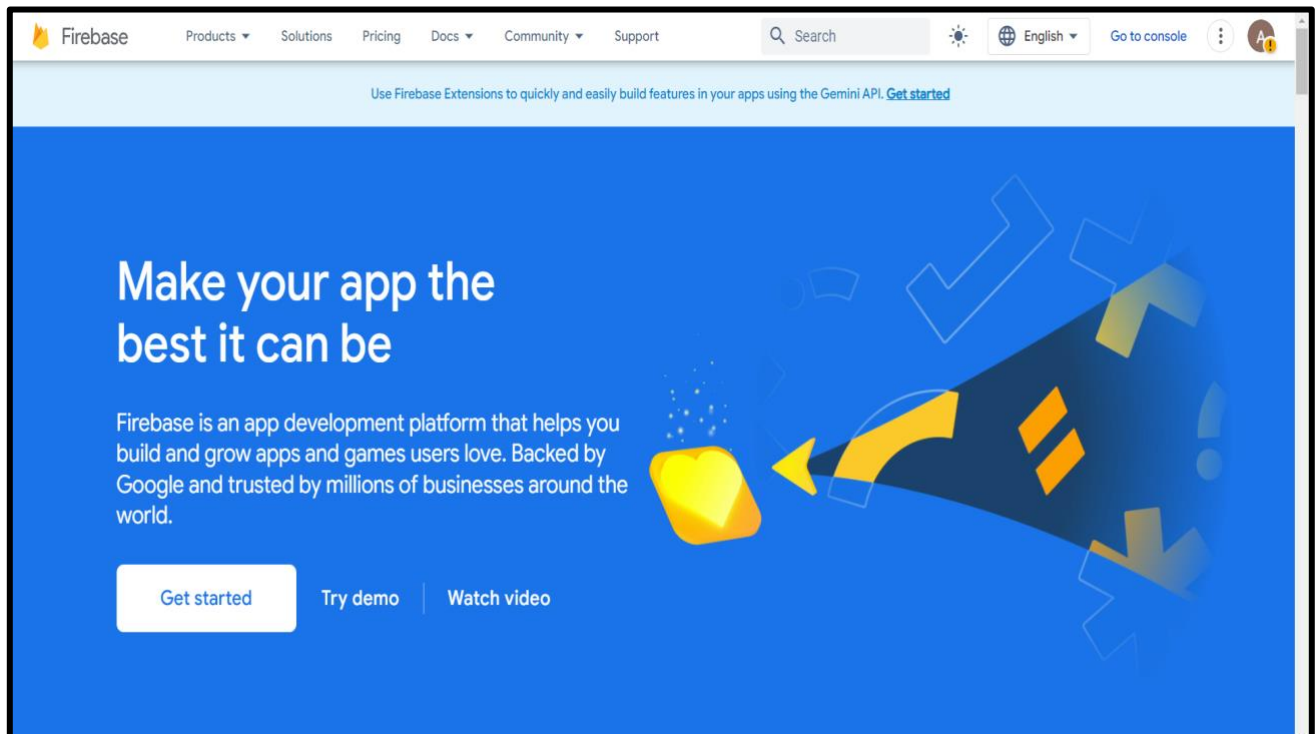 Firebase Products Solutions Pricing Docs Community Support Search English Go to console A
Use Firebase Extensions to quickly and easily build features in your apps using the Gemini API. Get started
Make your app the
best it can be
Firebase is an app development platform that helps you
build and grow apps and games users love. Backed by
Google and trusted by millions of businesses around the
world.
Get started Try demo Watch video